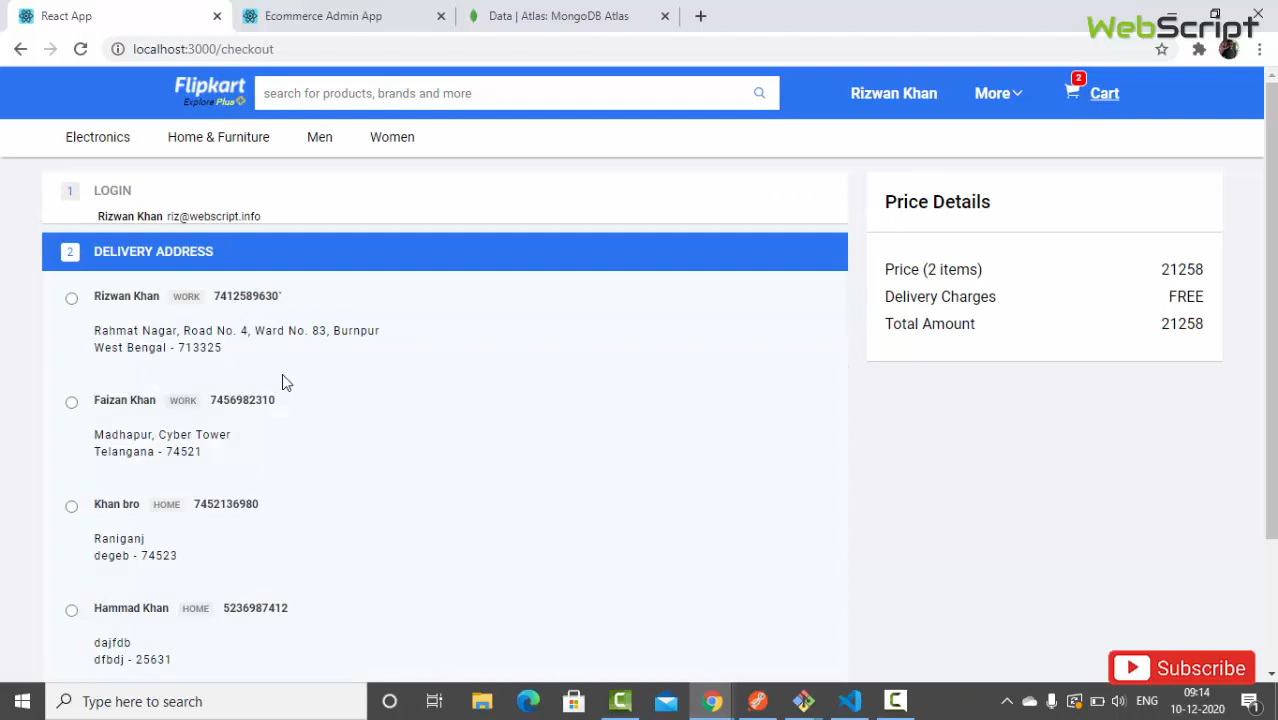 React App
Ecommerce Admin App
Data | Atlas: MongoDB Atlas
WebScript
localhost:3000/checkout
Flipkart
Explore Plus
search for products, brands and more
Rizwan Khan
More
2
Cart
Electronics
Home & Furniture
Men
Women
1 LOGIN
Rizwan Khan riz@webscript.info
2 DELIVERY ADDRESS
Rizwan Khan WORK 7412589630`
Rahmat Nagar, Road No. 4, Ward No. 83, Burnpur
West Bengal - 713325
Faizan Khan WORK 7456982310
Madhapur, Cyber Tower
Telangana - 74521
Khan bro HOME 7452136980
Raniganj
degeb - 74523
Hammad Khan HOME 5236987412
dajfdb
dfbdj - 25631
Price Details
Price (2 items) 21258
Delivery Charges FREE
Total Amount 21258
Subscribe
Type here to search
ENG
09:14
10-12-2020
1